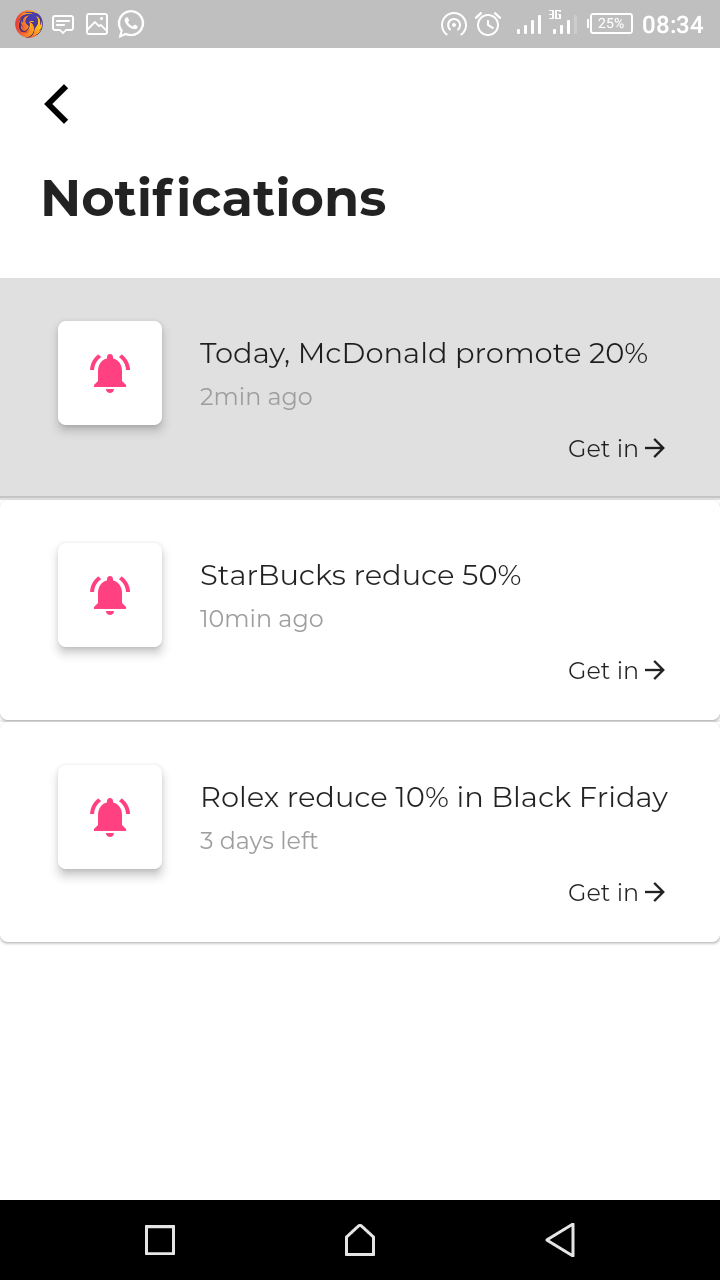 3G 25% 08:34
Notifications
Today, McDonald promote 20%
2min ago
Get in
StarBucks reduce 50%
10min ago
Get in
Rolex reduce 10% in Black Friday
3 days left
Get in